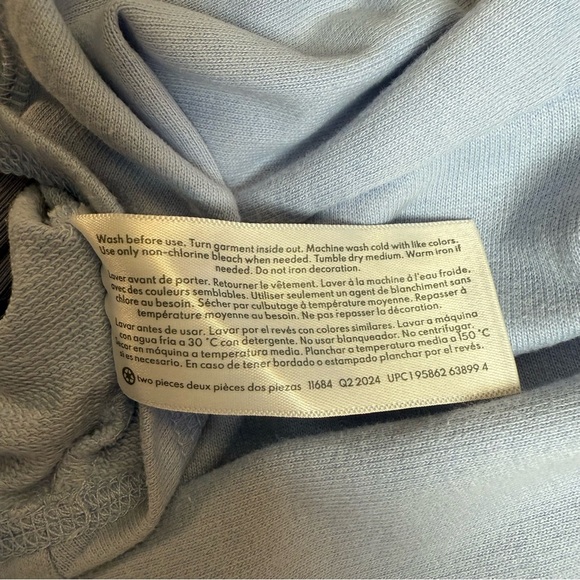 Wash before use. Turn garment inside out. Machine wash cold with like colors.
Use only non-chlorine bleach when needed. Tumble dry medium. Warm iron if
needed. Do not iron decoration.
Laver avant de porter. Retourner le vêtement. Laver à la machine à l'eau froide,
avec des couleurs semblables. Utiliser seulement un agent de blanchiment sans
chlore au besoin. Sécher par culbutage à température moyenne. Repasser à
température moyenne au besoin. Ne pas repasser la décoration.
Lavar antes de usar. Lavar por el revés con colores similares. Lavar a máquina
con agua fría a 30 °C con detergente. No usar blanqueador. No centrifugar.
Secar en máquina a temperatura media. Planchar a temperatura media a 150 °C
si es necesario. En caso de tener bordado o estampado planchar por el revés.
two pieces deux pièces dos piezas 11684 Q2 2024 UPC 1 95862 63899 4